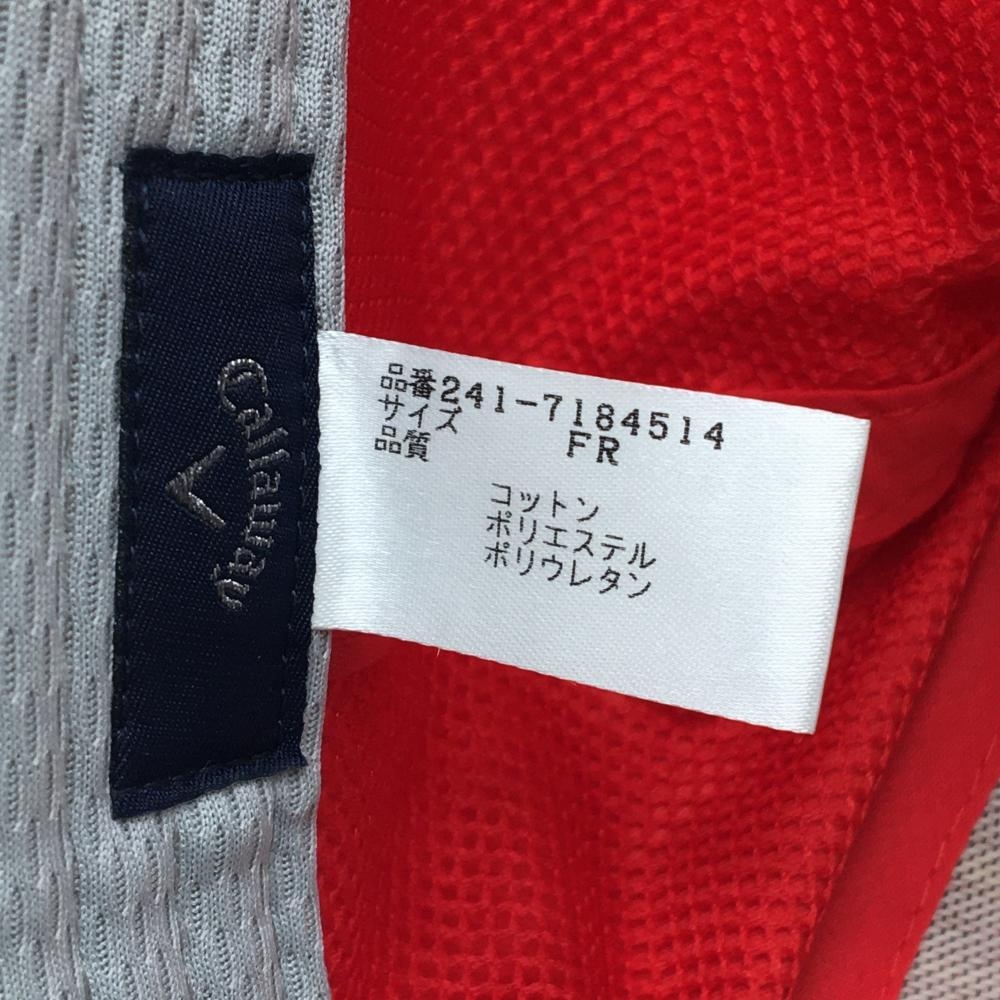 Callaway
品番241-7184514
サイズ FR
品質
コットン
ポリエステル
ポリウレタン